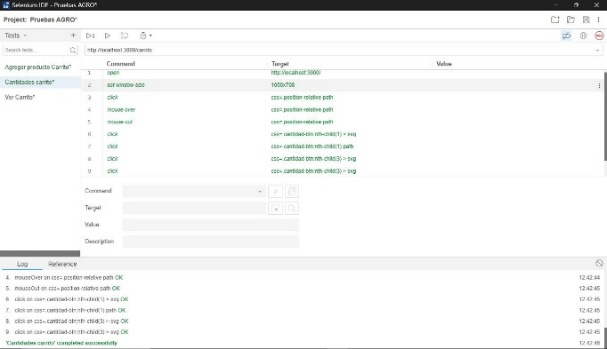 Selenium IDE - Pruebas AGRO*
Project: Pruebas AGRO*
Tests
Search tests...
http://localhost:3000/carrito
Agregar producto Carrito*
Cantidades carrito*
Ver Carrito*
Command Target Value
1 open http://localhost:3000/
2 set window size 1050x708
3 click css=.position-relative path
4 mouse over css=.position-relative path
5 mouse out css=.position-relative path
6 click css=.cantidad-btn:nth-child(1) > svg
7 click css=.cantidad-btn:nth-child(1) path
8 click css=.cantidad-btn:nth-child(3) > svg
9 click css=.cantidad-btn:nth-child(3) > svg
Command
Target
Value
Description
Log Reference
4. mouseOver on css=.position-relative path OK 12:42:44
5. mouseOut on css=.position-relative path OK 12:42:45
6. click on css=.cantidad-btn:nth-child(1) > svg OK 12:42:45
7. click on css=.cantidad-btn:nth-child(1) path OK 12:42:45
8. click on css=.cantidad-btn:nth-child(3) > svg OK 12:42:45
9. click on css=.cantidad-btn:nth-child(3) > svg OK 12:42:45
'Cantidades carrito' completed successfully 12:42:46